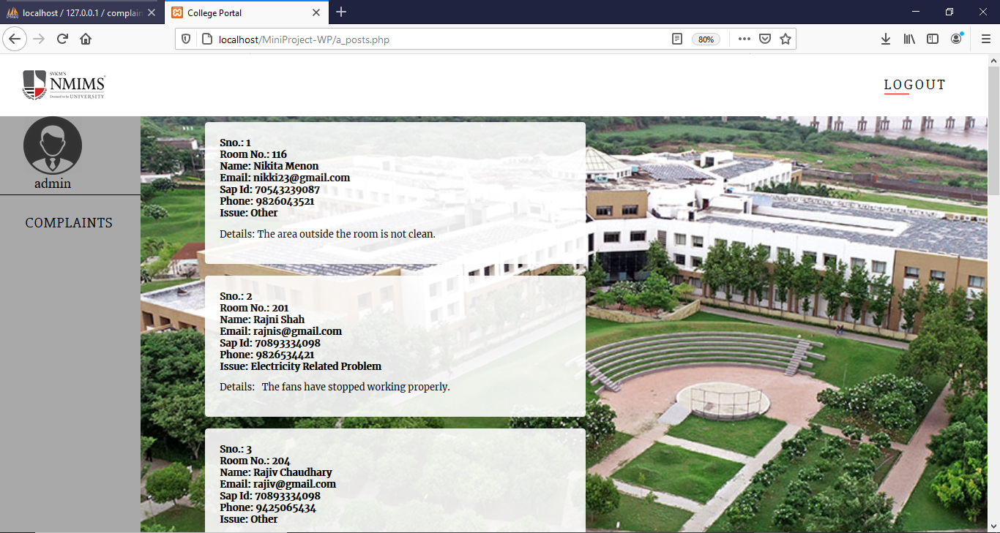 localhost / 127.0.0.1 / complain
College Portal
localhost/MiniProject-WP/a_posts.php
80%
SVKM'S
NMIMS
Deemed to be UNIVERSITY
LOGOUT
admin
COMPLAINTS
Sno.: 1
Room No.: 116
Name: Nikita Menon
Email: nikki23@gmail.com
Sap Id: 70543239087
Phone: 9826043521
Issue: Other
Details: The area outside the room is not clean.
Sno.: 2
Room No.: 201
Name: Rajni Shah
Email: rajnis@gmail.com
Sap Id: 70893334098
Phone: 9826534421
Issue: Electricity Related Problem
Details: The fans have stopped working properly.
Sno.: 3
Room No.: 204
Name: Rajiv Chaudhary
Email: rajiv@gmail.com
Sap Id: 70893334098
Phone: 9425065434
Issue: Other